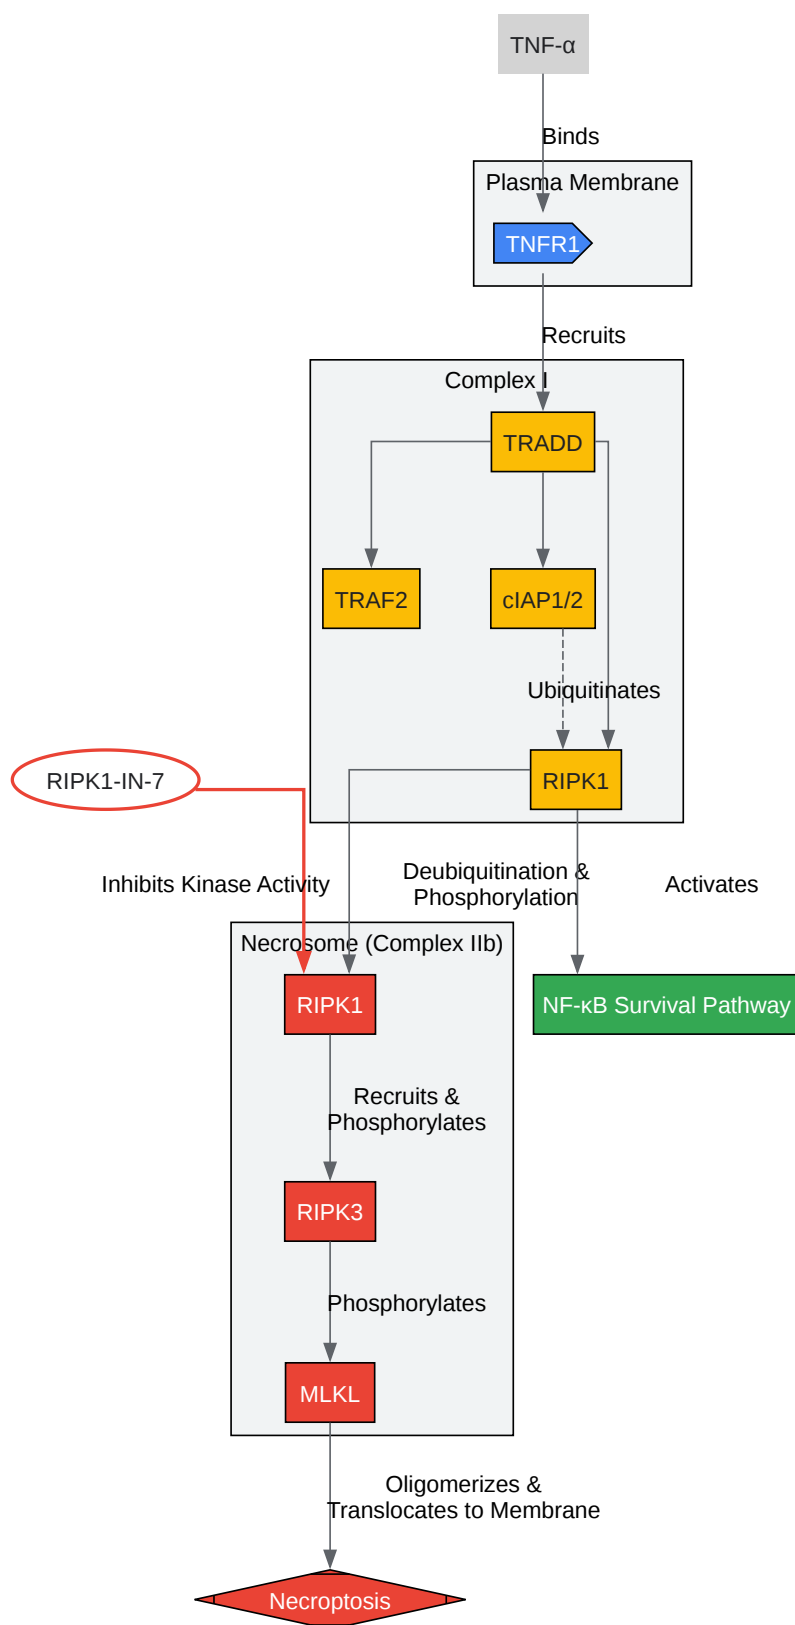 TNF-α
Binds
Plasma Membrane
TNFR1
Recruits
Complex I
TRADD
TRAF2
cIAP1/2
Ubiquitinates
RIPK1-IN-7
RIPK1
Inhibits Kinase Activity
Deubiquitination &
Phosphorylation
Activates
Necrosome (Complex IIb)
RIPK1
NF-κB Survival Pathway
Recruits &
Phosphorylates
RIPK3
Phosphorylates
MLKL
Oligomerizes &
Translocates to Membrane
Necroptosis